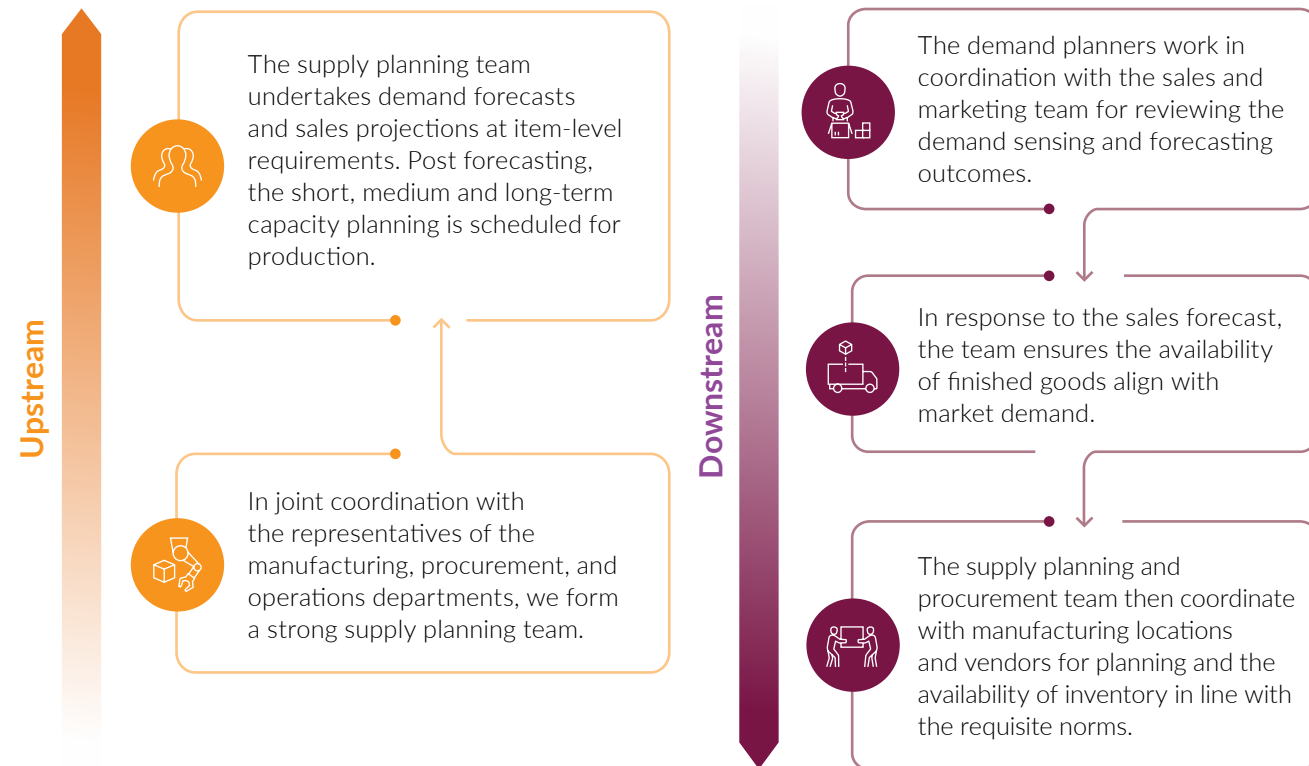 Upstream
The supply planning team
undertakes demand forecasts
and sales projections at item-level
requirements. Post forecasting,
the short, medium and long-term
capacity planning is scheduled for
production.
In joint coordination with
the representatives of the
manufacturing, procurement, and
operations departments, we form
a strong supply planning team.
Downstream
The demand planners work in
coordination with the sales and
marketing team for reviewing the
demand sensing and forecasting
outcomes.
In response to the sales forecast,
the team ensures the availability
of finished goods align with
market demand.
The supply planning and
procurement team then coordinate
with manufacturing locations
and vendors for planning and the
availability of inventory in line with
the requisite norms.